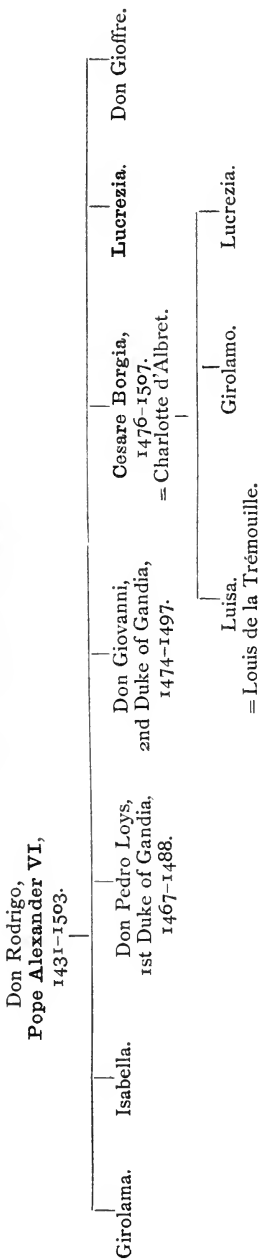 Don Rodrigo,
Pope Alexander VI,
1431–1503.
Girolama.
Isabella.
Don Pedro Loys,
1st Duke of Gandia,
1467–1488.
Don Giovanni,
2nd Duke of Gandia,
1474–1497.
Cesare Borgia,
1476–1507.
= Charlotte d'Albret.
Lucrezia.
Don Gioffre.
Luisa.
= Louis de la Trémouille.
Girolamo.
Lucrezia.